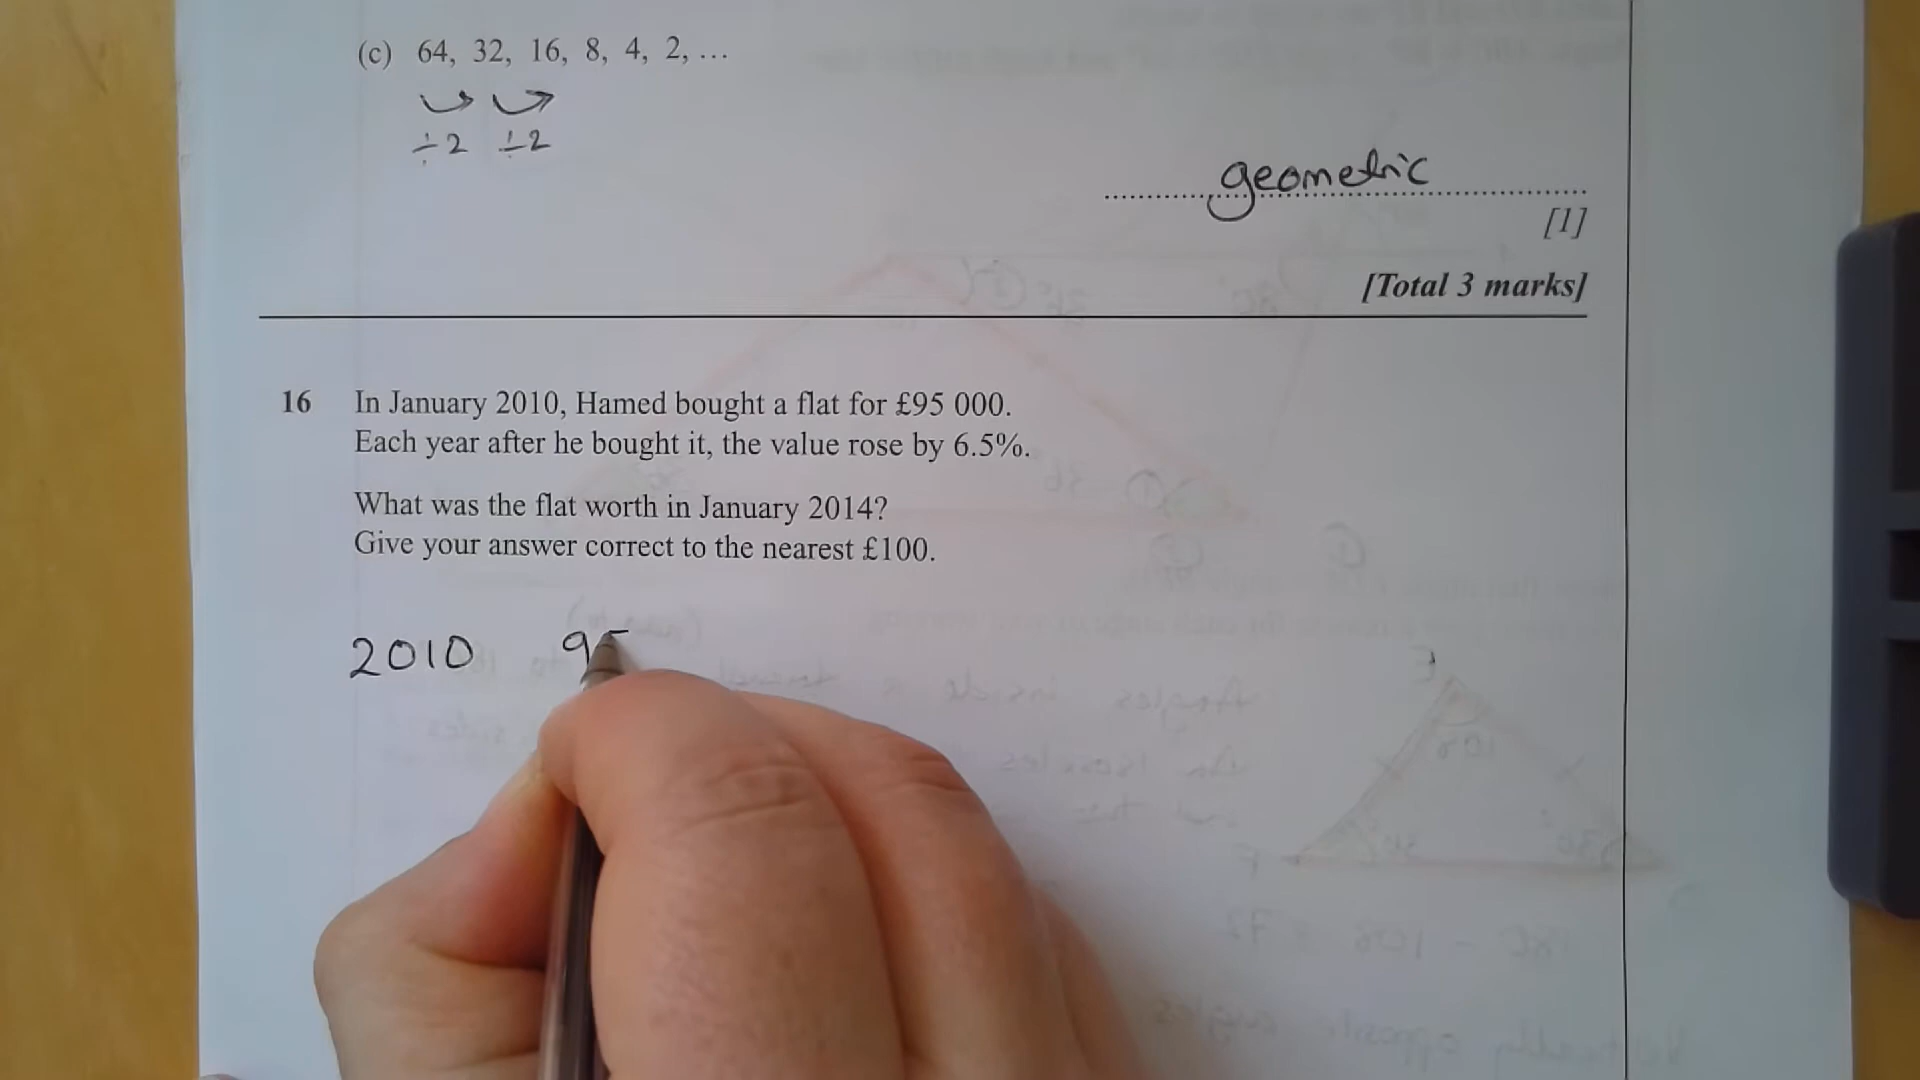 (c) 64, 32, 16, 8, 4, 2, ...
÷2 ÷2
geometric
[1]
[Total 3 marks]
16 In January 2010, Hamed bought a flat for £95 000.
Each year after he bought it, the value rose by 6.5%.
What was the flat worth in January 2014?
Give your answer correct to the nearest £100.
2010 95